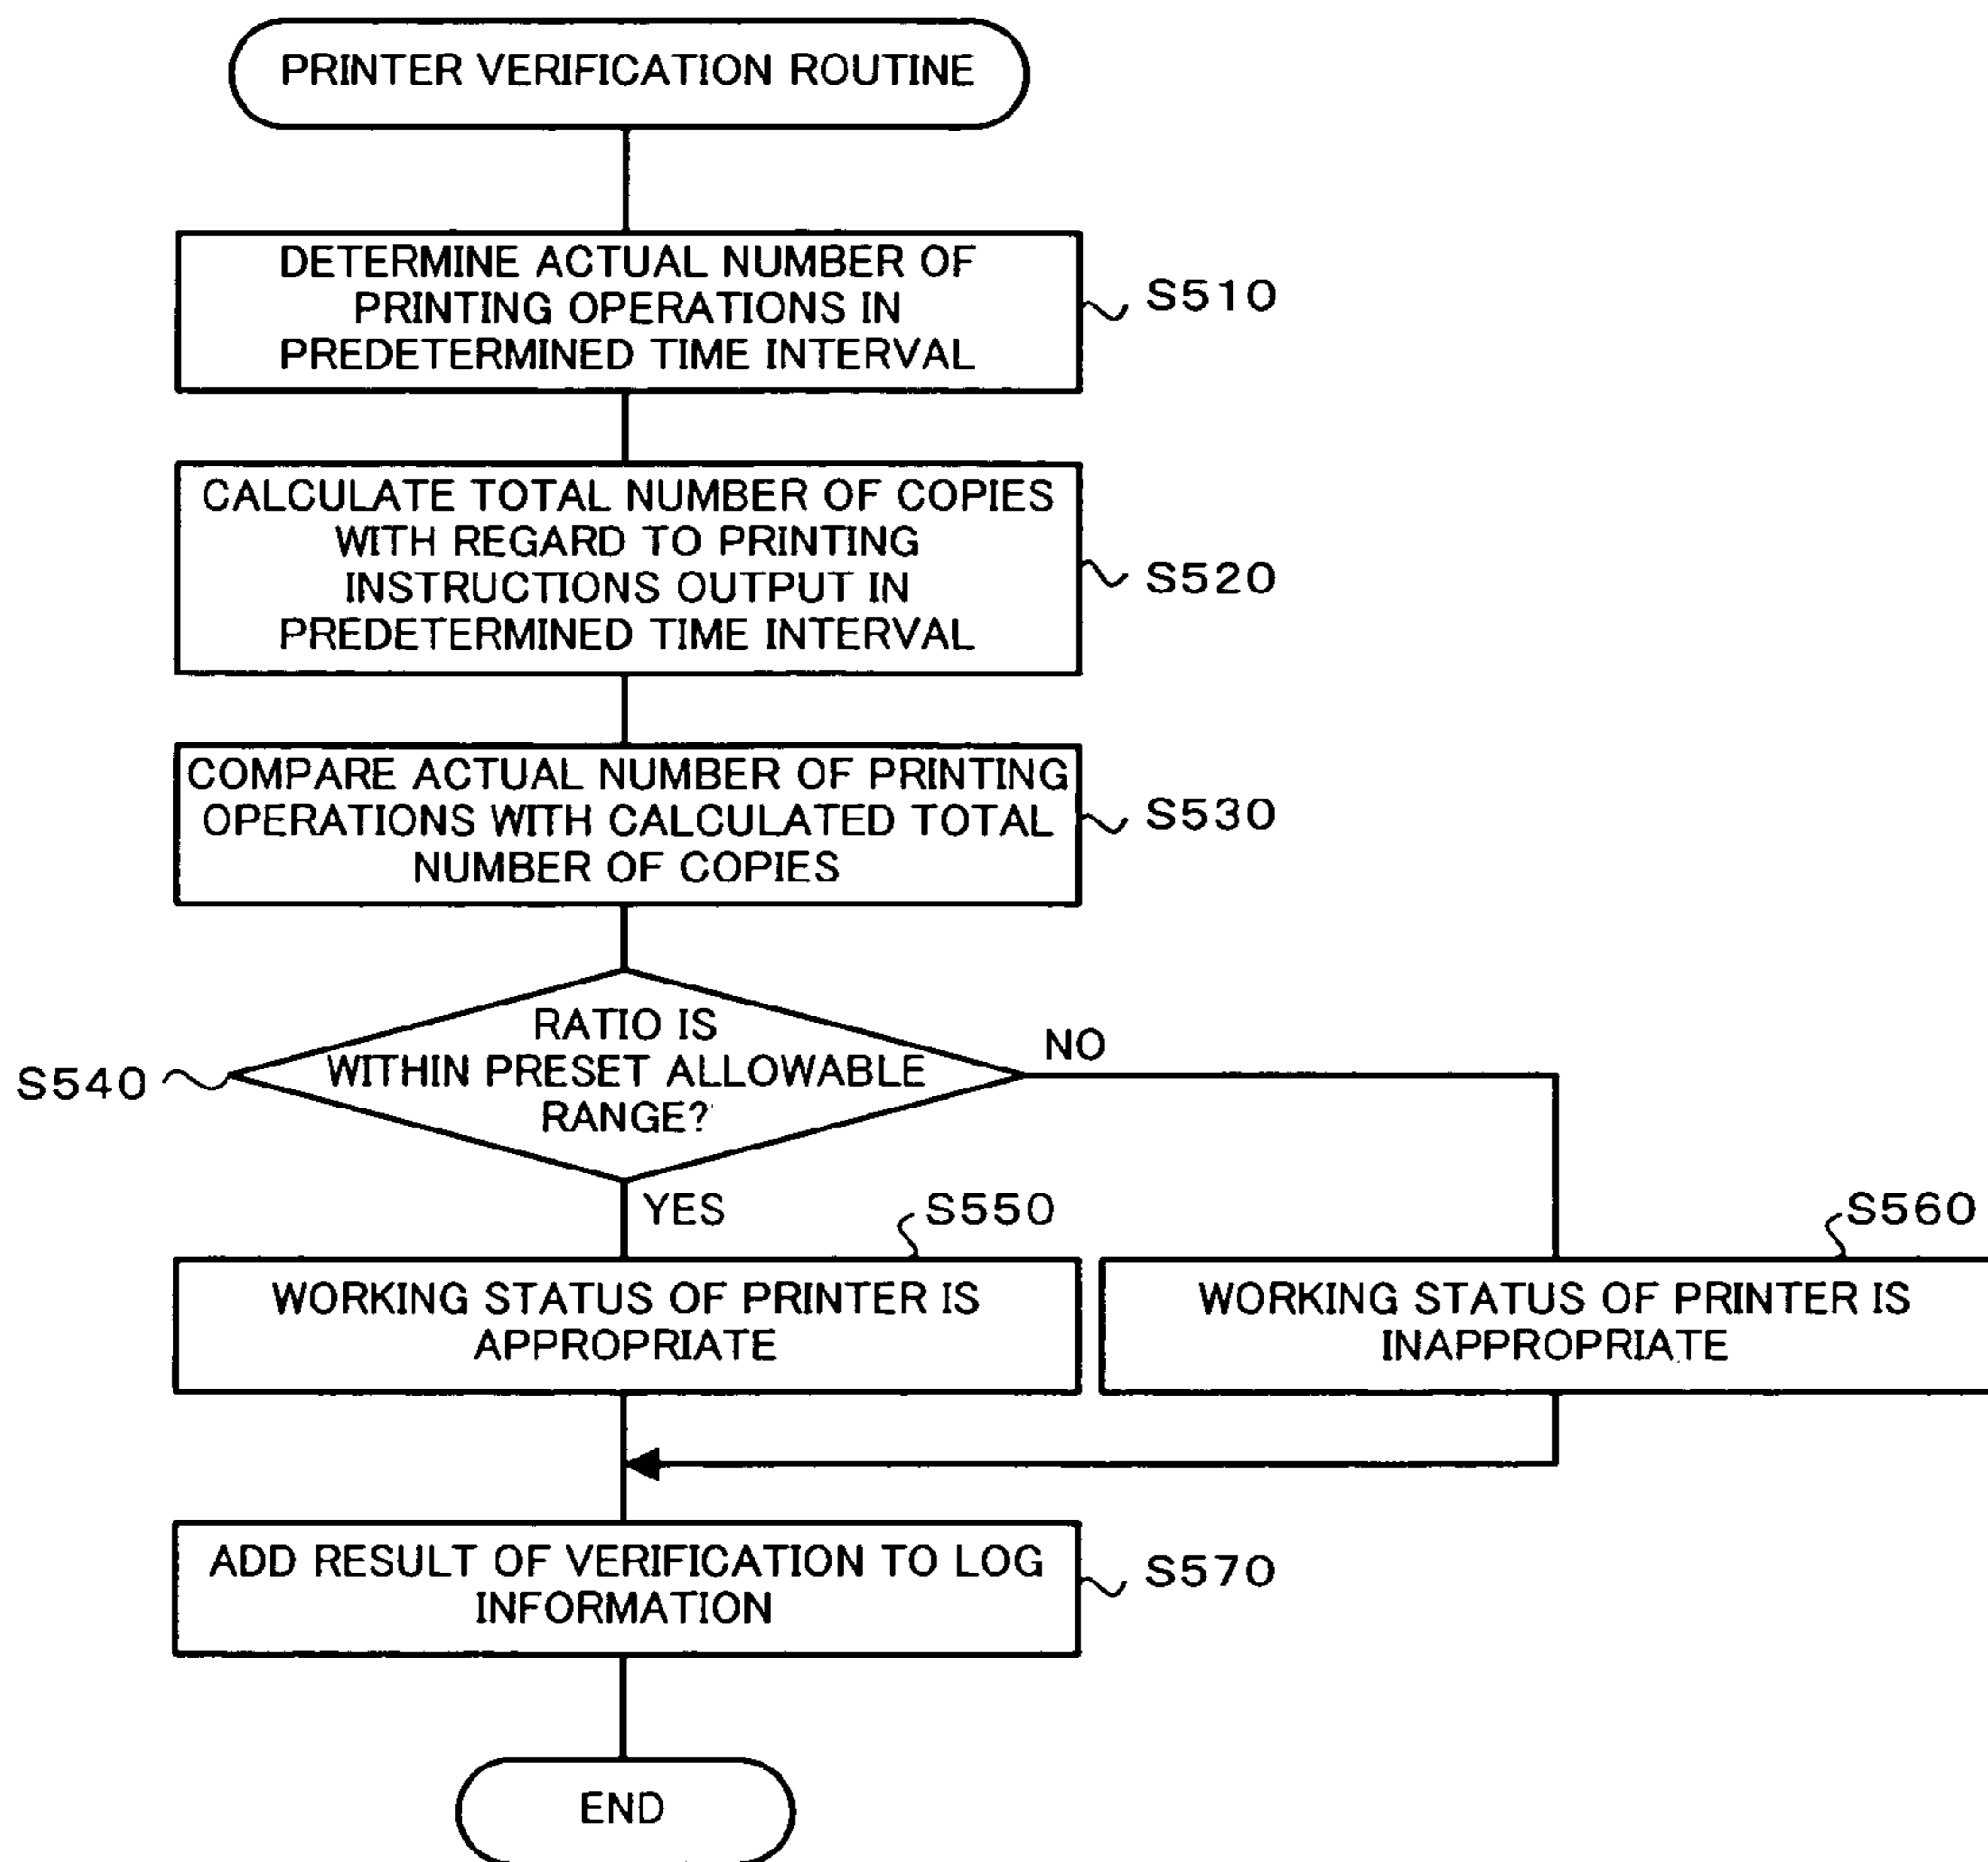 PRINTER VERIFICATION ROUTINE
DETERMINE ACTUAL NUMBER OF
PRINTING OPERATIONS IN
PREDETERMINED TIME INTERVAL
S510
CALCULATE TOTAL NUMBER OF COPIES
WITH REGARD TO PRINTING
INSTRUCTIONS OUTPUT IN
PREDETERMINED TIME INTERVAL
S520
COMPARE ACTUAL NUMBER OF PRINTING
OPERATIONS WITH CALCULATED TOTAL
NUMBER OF COPIES
S530
RATIO IS
WITHIN PRESET ALLOWABLE
RANGE?
S540
NO
YES
S550
WORKING STATUS OF PRINTER IS
APPROPRIATE
S560
WORKING STATUS OF PRINTER IS
INAPPROPRIATE
ADD RESULT OF VERIFICATION TO LOG
INFORMATION
S570
END